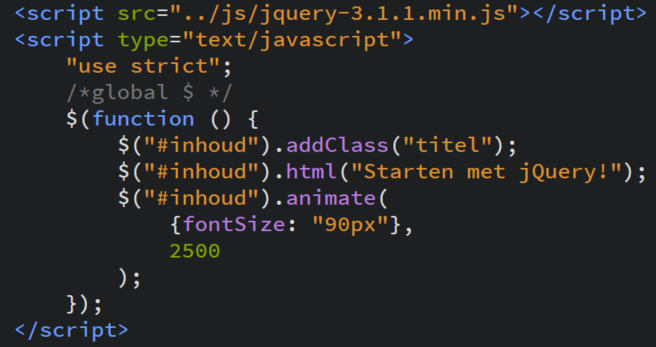 <script src="../js/jquery-3.1.1.min.js"></script>
<script type="text/javascript">
    "use strict";
    /*global $ */
    $(function () {
        $("#inhoud").addClass("titel");
        $("#inhoud").html("Starten met jQuery!");
        $("#inhoud").animate(
            {fontSize: "90px"},
            2500
        );
    });
</script>